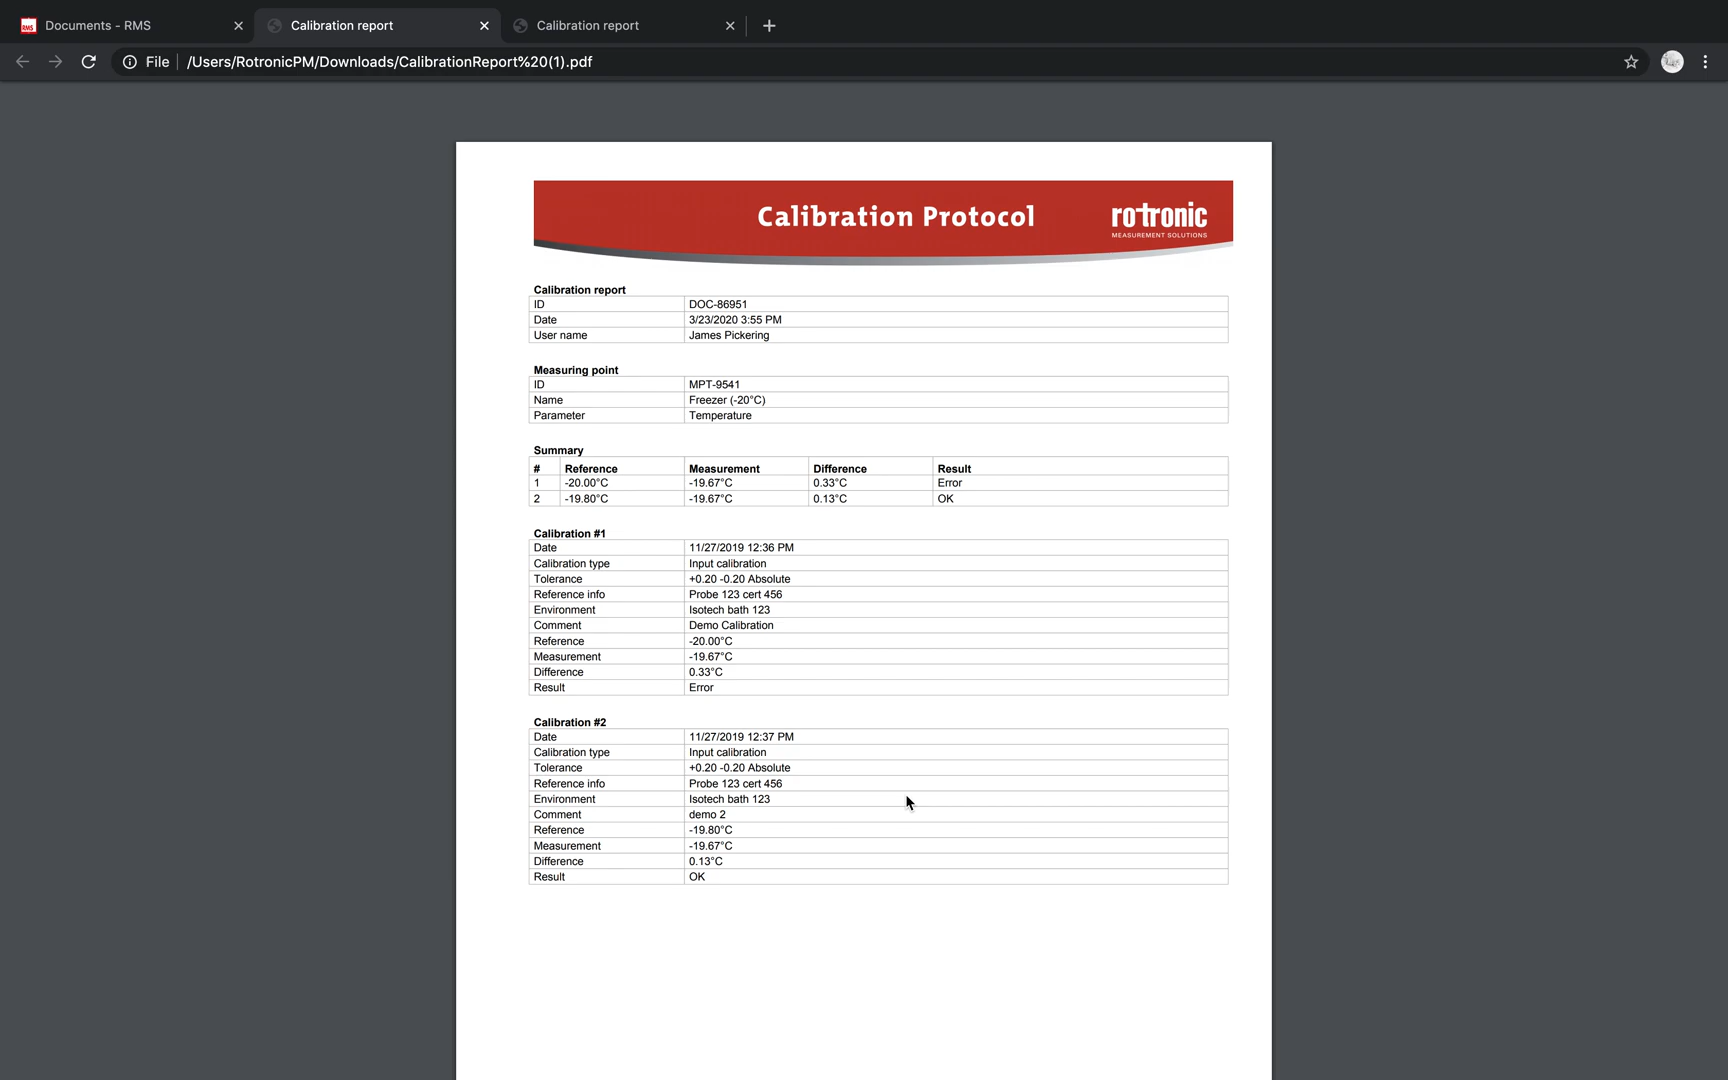 Documents - RMS
Calibration report
Calibration report
File /Users/RotronicPM/Downloads/CalibrationReport%20(1).pdf
Calibration Protocol
rotronic
MEASUREMENT SOLUTIONS
Calibration report
ID DOC-86951
Date 3/23/2020 3:55 PM
User name James Pickering
Measuring point
ID MPT-9541
Name Freezer (-20°C)
Parameter Temperature
Summary
# Reference Measurement Difference Result
1 -20.00°C -19.67°C 0.33°C Error
2 -19.80°C -19.67°C 0.13°C OK
Calibration #1
Date 11/27/2019 12:36 PM
Calibration type Input calibration
Tolerance +0.20 -0.20 Absolute
Reference info Probe 123 cert 456
Environment Isotech bath 123
Comment Demo Calibration
Reference -20.00°C
Measurement -19.67°C
Difference 0.33°C
Result Error
Calibration #2
Date 11/27/2019 12:37 PM
Calibration type Input calibration
Tolerance +0.20 -0.20 Absolute
Reference info Probe 123 cert 456
Environment Isotech bath 123
Comment demo 2
Reference -19.80°C
Measurement -19.67°C
Difference 0.13°C
Result OK